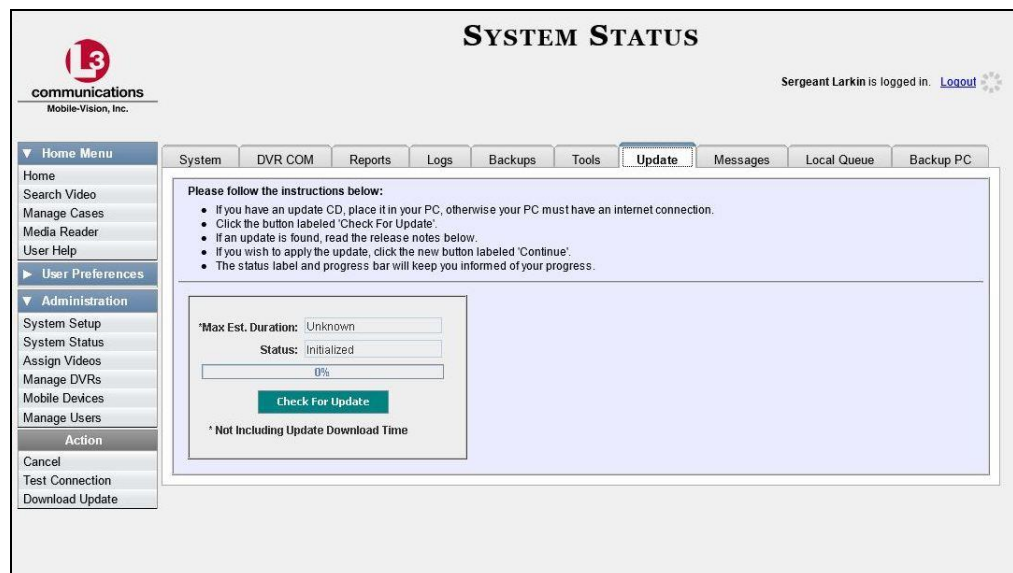 SYSTEM STATUS
L3
communications
Mobile-Vision, Inc.
Sergeant Larkin is logged in. Logout
▼ Home Menu
Home
Search Video
Manage Cases
Media Reader
User Help
► User Preferences
▼ Administration
System Setup
System Status
Assign Videos
Manage DVRs
Mobile Devices
Manage Users
Action
Cancel
Test Connection
Download Update
System DVR COM Reports Logs Backups Tools Update Messages Local Queue Backup PC
Please follow the instructions below:
• If you have an update CD, place it in your PC, otherwise your PC must have an internet connection.
• Click the button labeled 'Check For Update'.
• If an update is found, read the release notes below.
• If you wish to apply the update, click the new button labeled 'Continue'.
• The status label and progress bar will keep you informed of your progress.
*Max Est. Duration: Unknown
Status: Initialized
0%
Check For Update
* Not Including Update Download Time